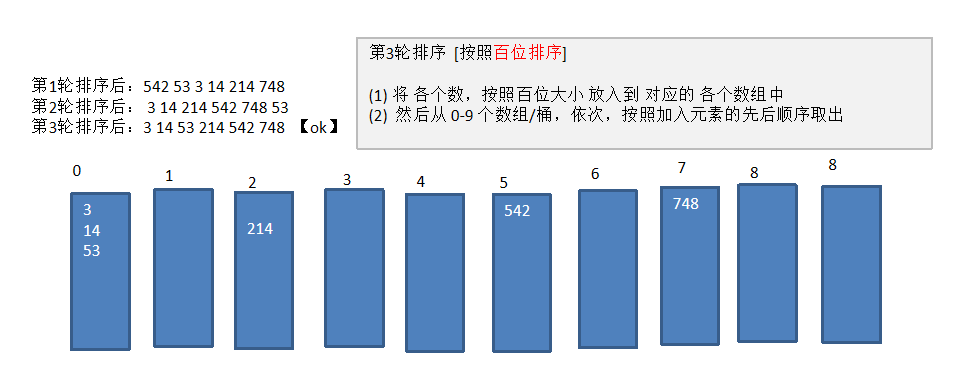 第3轮排序 [按照百位排序]
(1) 将 各个数，按照百位大小 放入到 对应的 各个数组中
(2) 然后从 0-9 个数组/桶，依次，按照加入元素的先后顺序取出
第1轮排序后：542 53 3 14 214 748
第2轮排序后： 3 14 214 542 748 53
第3轮排序后：3 14 53 214 542 748 【ok】
0 1 2 3 4 5 6 7 8 8
3 542 748
14 214
53